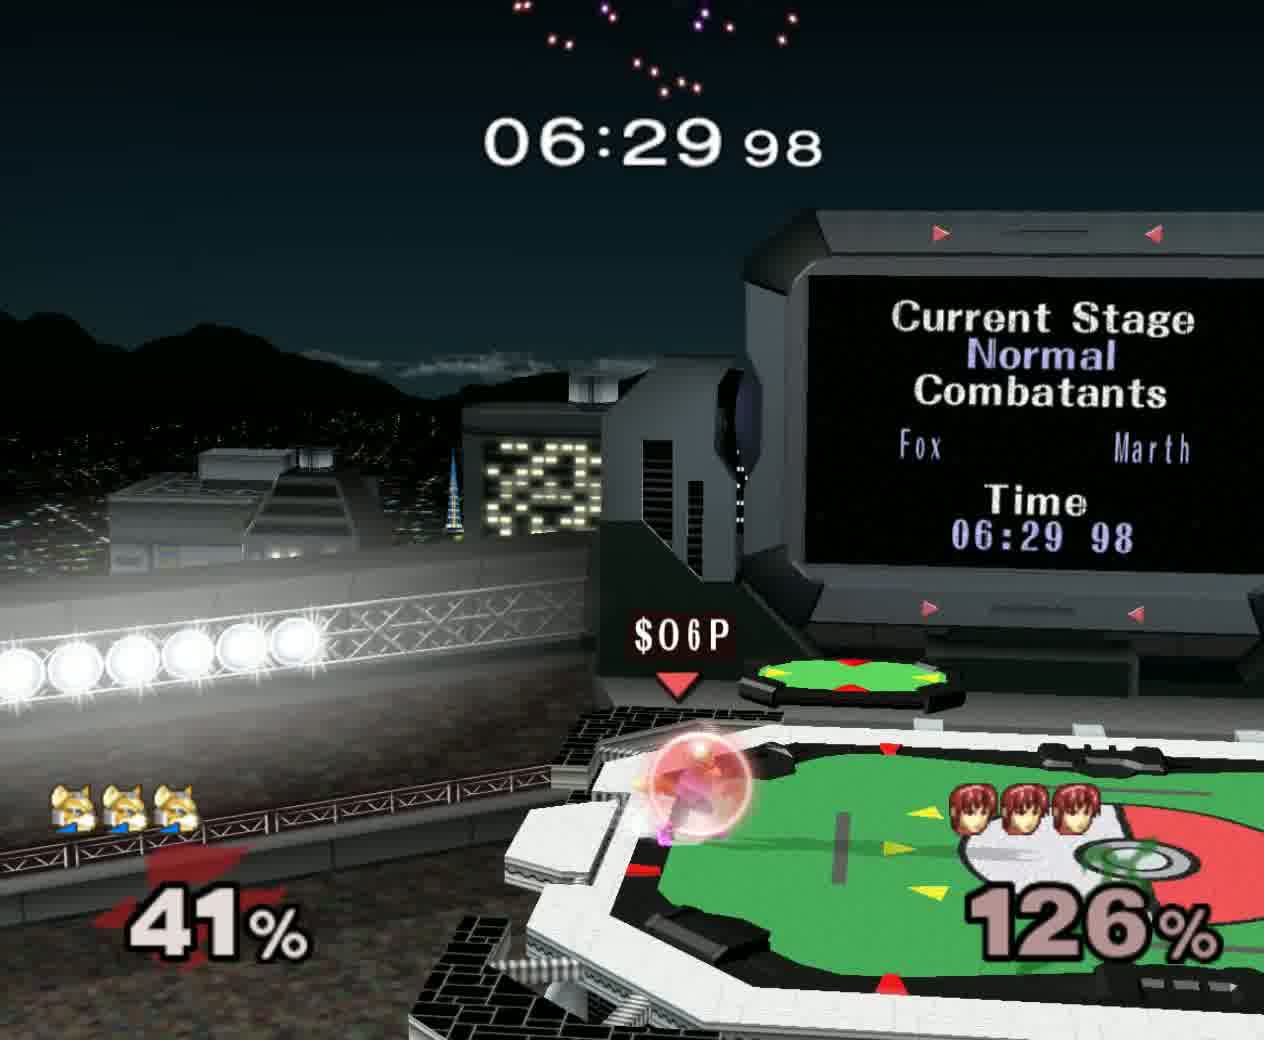 06:29 98
Current Stage
Normal
Combatants
Fox Marth
Time
06:29 98
$06P
41%
126%